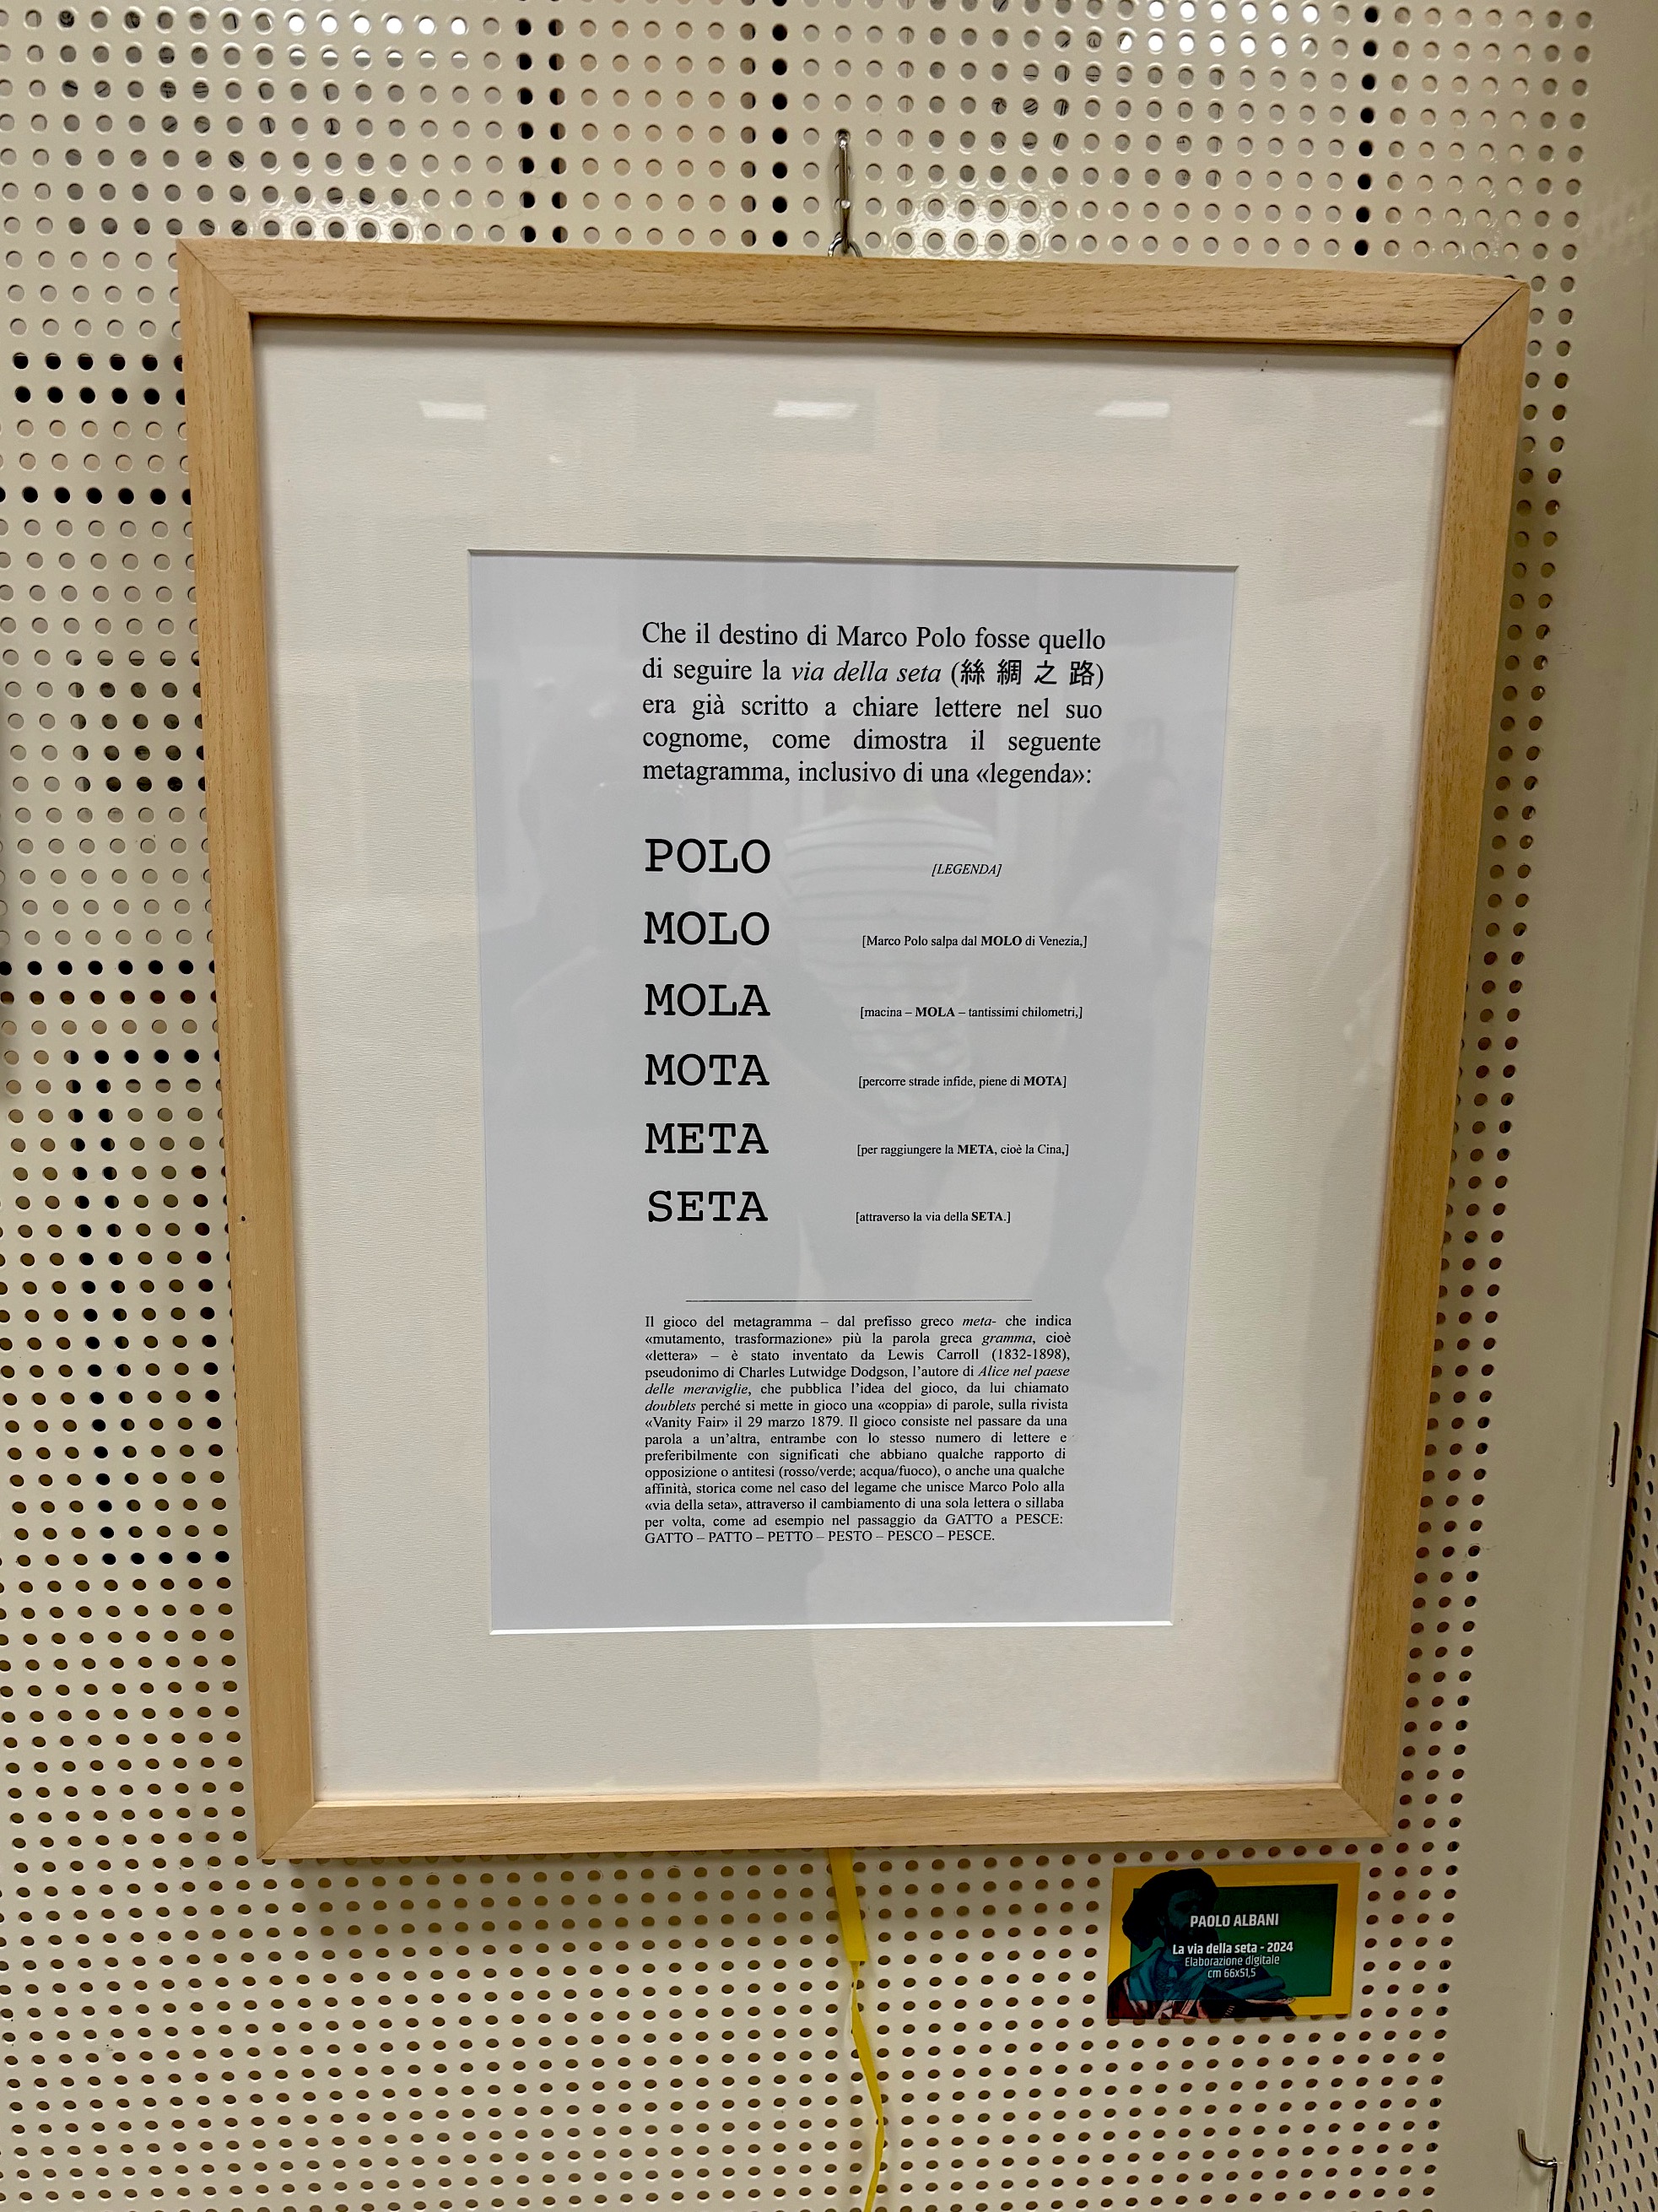 Che il destino di Marco Polo fosse quello
di seguire la via della seta (絲 綢 之 路)
era già scritto a chiare lettere nel suo
cognome, come dimostra il seguente
metagramma, inclusivo di una «legenda»:
POLO [LEGENDA]
MOLO [Marco Polo salpa dal MOLO di Venezia,]
MOLA [macina – MOLA – tantissimi chilometri,]
MOTA [percorre strade infide, piene di MOTA]
META [per raggiungere la META, cioè la Cina,]
SETA [attraverso la via della SETA.]
Il gioco del metagramma – dal prefisso greco meta- che indica
«mutamento, trasformazione» più la parola greca gramma, cioè
«lettera» – è stato inventato da Lewis Carroll (1832-1898),
pseudonimo di Charles Lutwidge Dodgson, l’autore di Alice nel paese
delle meraviglie, che pubblica l’idea del gioco, da lui chiamato
doublets perché si mette in gioco una «coppia» di parole, sulla rivista
«Vanity Fair» il 29 marzo 1879. Il gioco consiste nel passare da una
parola a un’altra, entrambe con lo stesso numero di lettere e
preferibilmente con significati che abbiano qualche rapporto di
opposizione o antitesi (rosso/verde; acqua/fuoco), o anche una qualche
affinità, storica come nel caso del legame che unisce Marco Polo alla
«via della seta», attraverso il cambiamento di una sola lettera o sillaba
per volta, come ad esempio nel passaggio da GATTO a PESCE:
GATTO – PATTO – PETTO – PESTO – PESCO – PESCE.
PAOLO ALBANI
La via della seta - 2024
Elaborazione digitale
cm 66x51,5